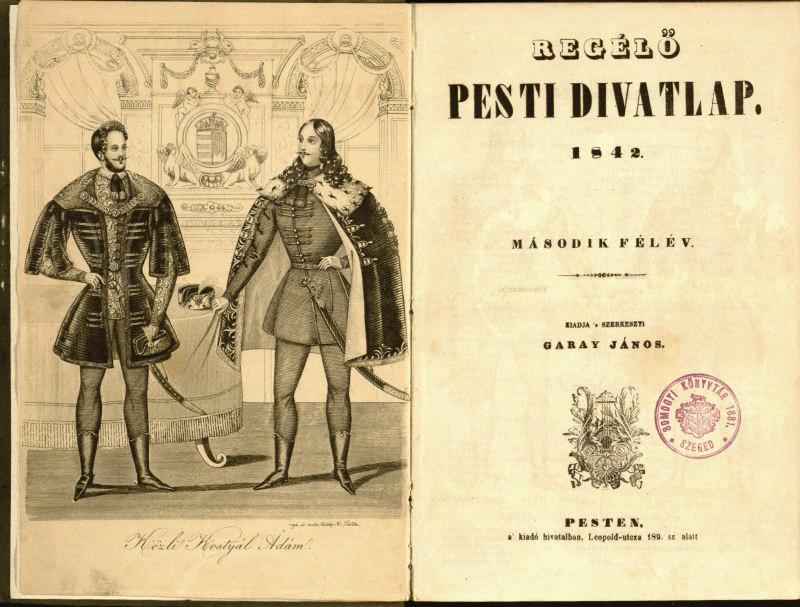 Közli Kostyál Ádám.
REGÉLŐ
PESTI DIVATLAP.
1842.
MÁSODIK FÉLÉV.
KIADJA 's SZERKESZTI
GARAY JÁNOS.
SOMOGYI KÖNYVTÁR 1881.
SZEGED
PESTEN,
a' kiadó hivatalban, Leopold-utcza 189. sz. alatt